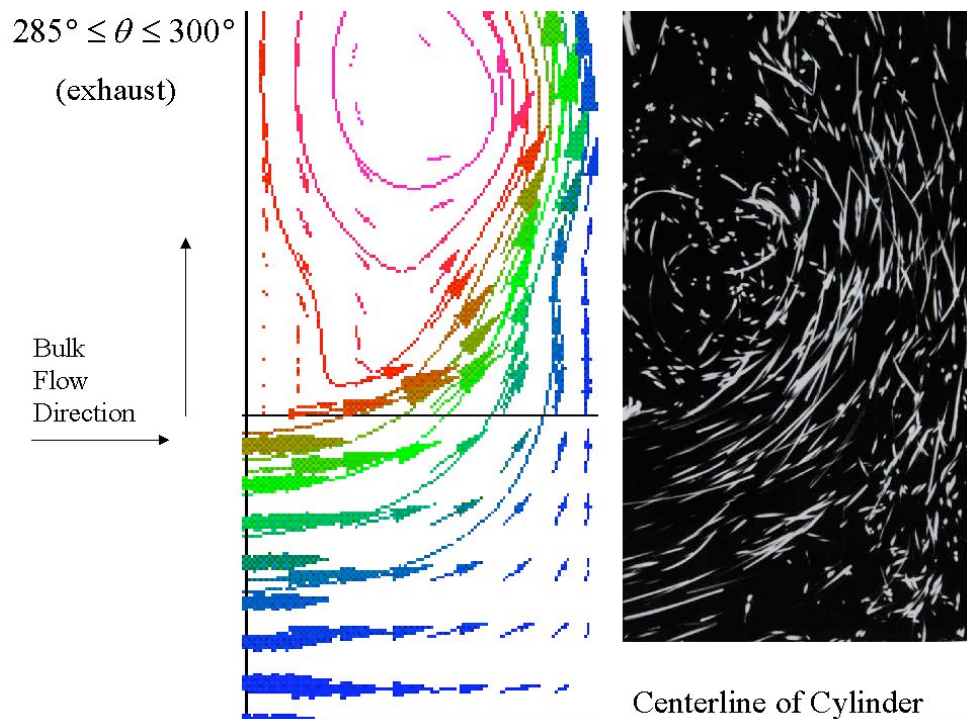 285° ≤ θ ≤ 300°
(exhaust)
Bulk
Flow
Direction
Centerline of Cylinder